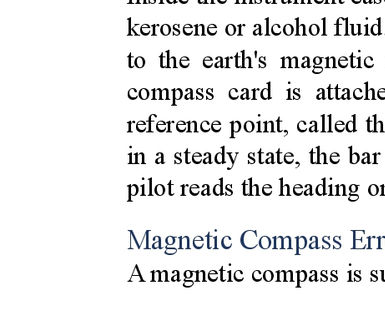 kerosene or alcohol fluid.
to the earth's magnetic
compass card is attache
reference point, called th
in a steady state, the bar
pilot reads the heading or
Magnetic Compass Err
A magnetic compass is su